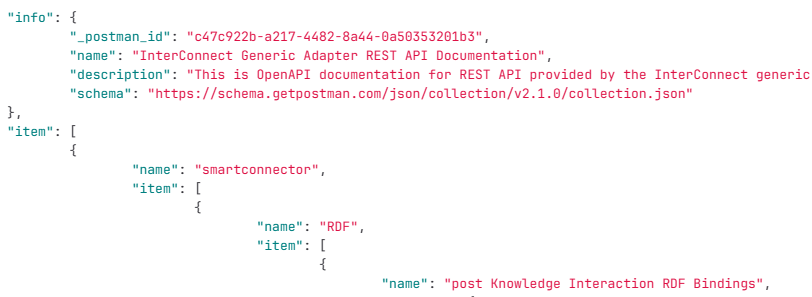 "info": {
"_postman_id": "c47c922b-a217-4482-8a44-0a50353201b3",
"name": "InterConnect Generic Adapter REST API Documentation",
"description": "This is OpenAPI documentation for REST API provided by the InterConnect generic
"schema": "https://schema.getpostman.com/json/collection/v2.1.0/collection.json"
},
"item": [
{
"name": "smartconnector",
"item": [
{
"name": "RDF",
"item": [
{
"name": "post Knowledge Interaction RDF Bindings",